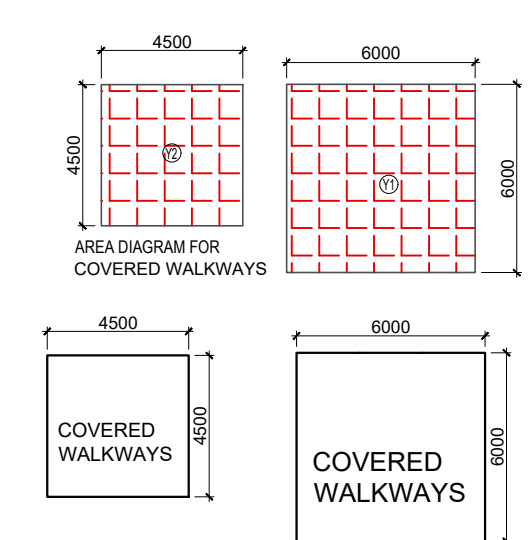 4500
6000
4500
Y2
Y1
6000
AREA DIAGRAM FOR
COVERED WALKWAYS
4500
6000
COVERED
WALKWAYS
4500
COVERED
WALKWAYS
6000